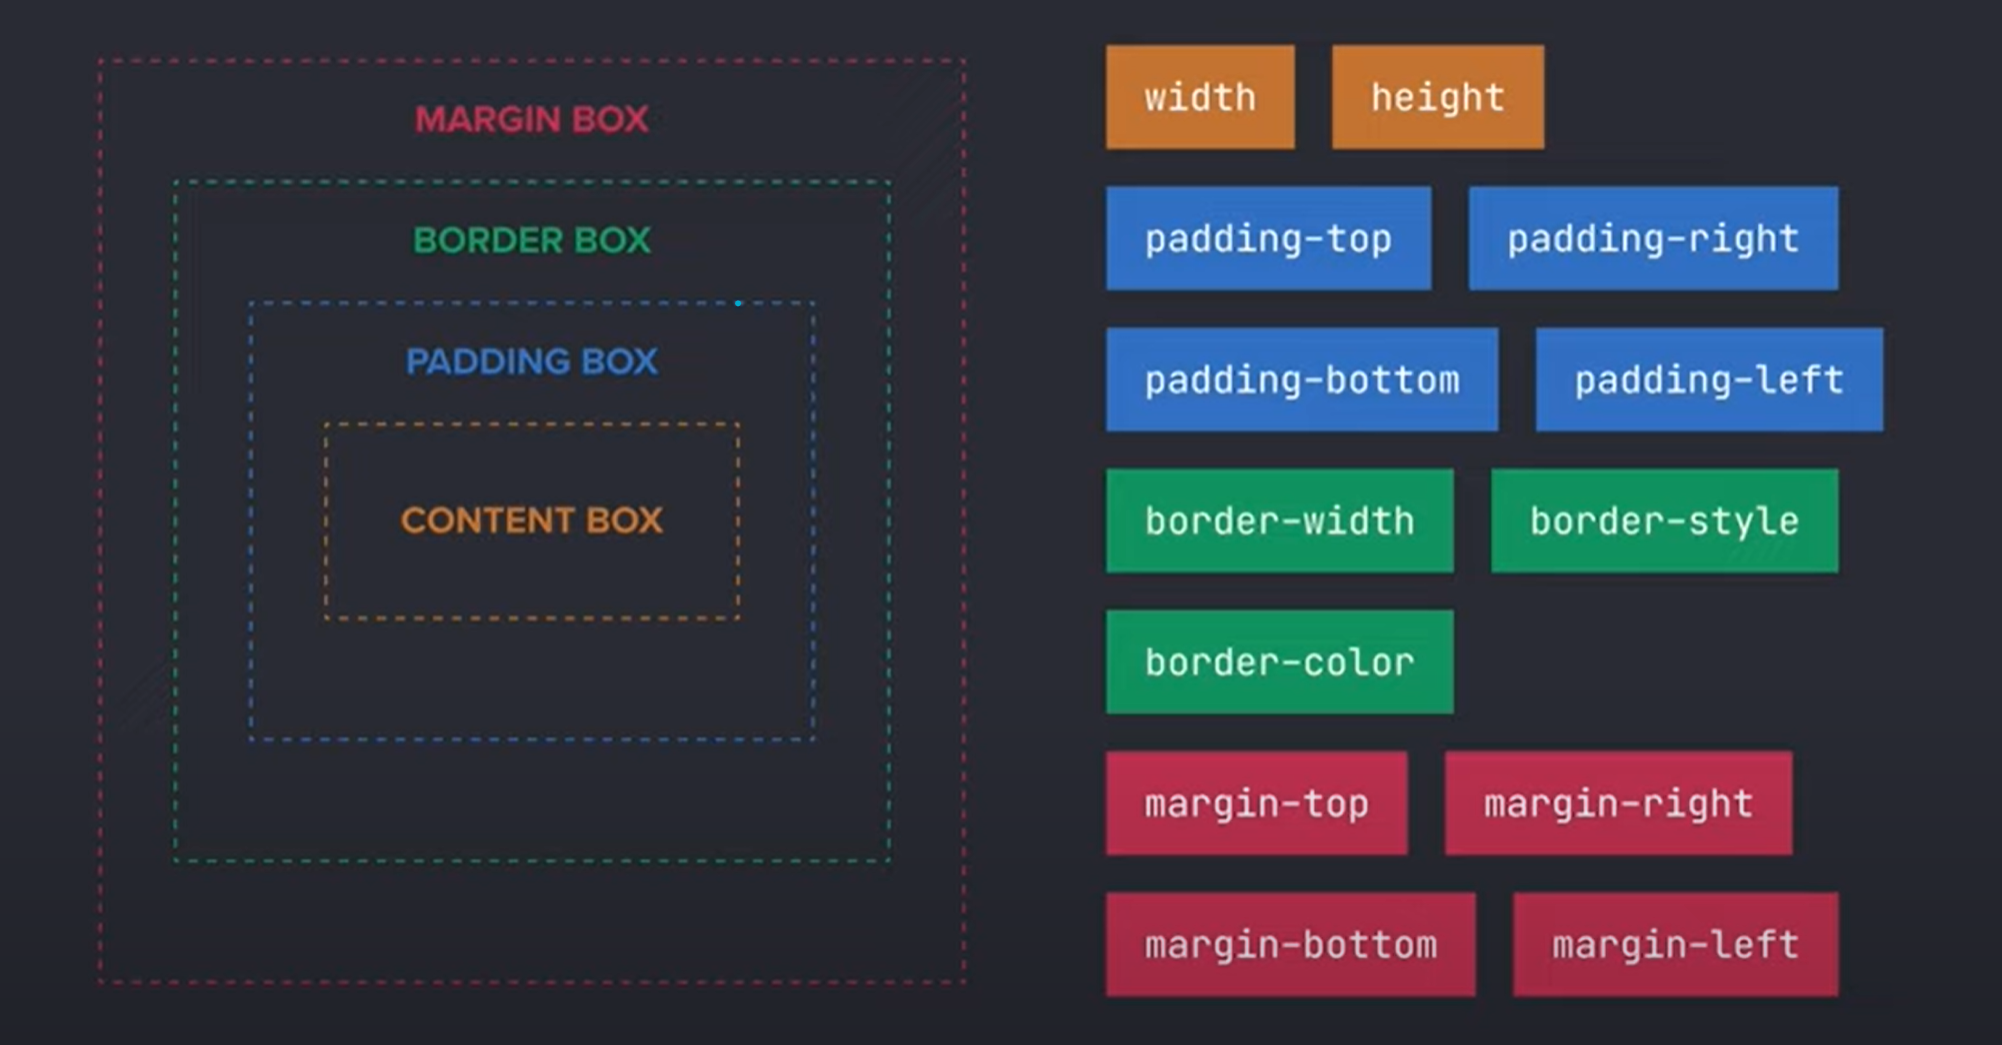 MARGIN BOX
BORDER BOX
PADDING BOX
CONTENT BOX
width height
padding-top padding-right
padding-bottom padding-left
border-width border-style
border-color
margin-top margin-right
margin-bottom margin-left